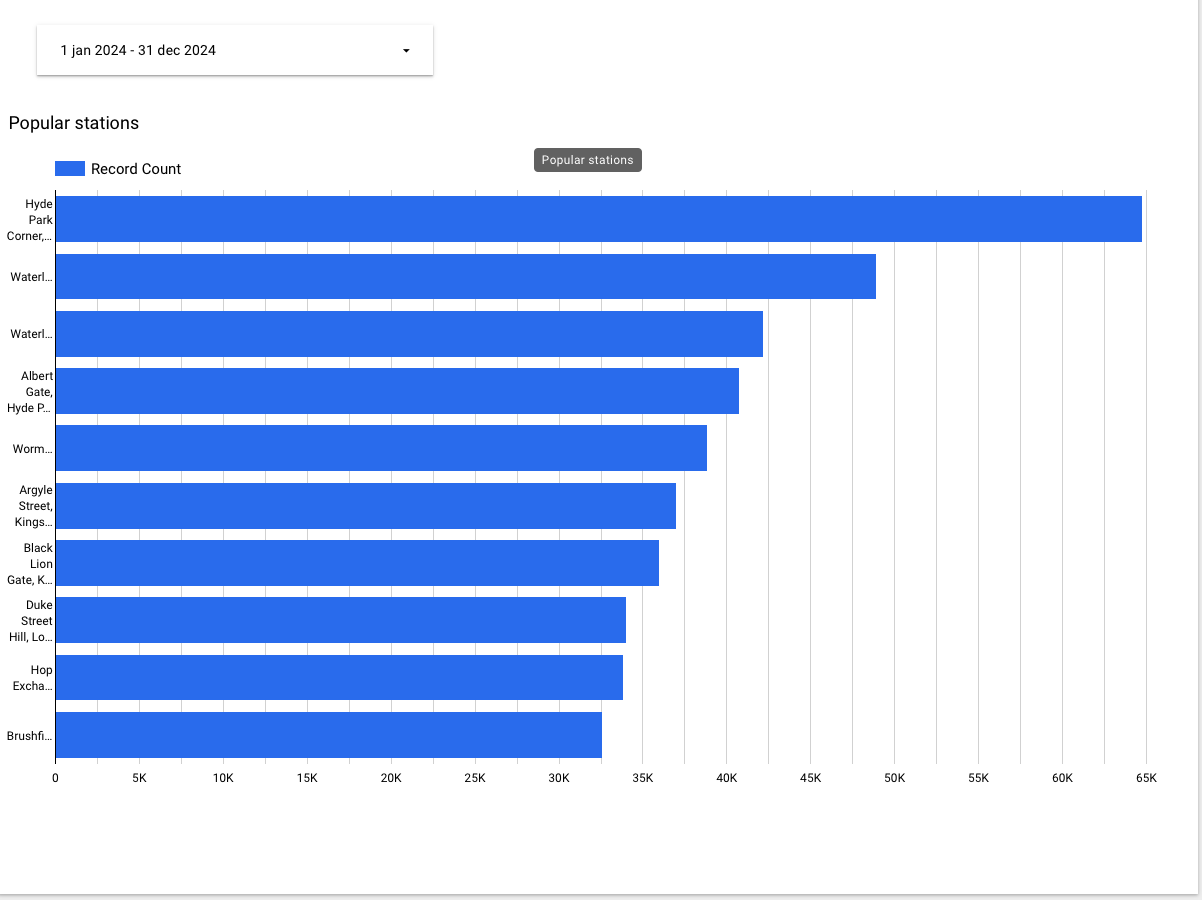 1 jan 2024 - 31 dec 2024
Popular stations
Popular stations
Record Count
Hyde
Park
Corner,...
Waterl...
Waterl...
Albert
Gate,
Hyde P...
Worm...
Argyle
Street,
Kings...
Black
Lion
Gate, K...
Duke
Street
Hill, Lo...
Hop
Excha...
Brushfi...
0 5K 10K 15K 20K 25K 30K 35K 40K 45K 50K 55K 60K 65K